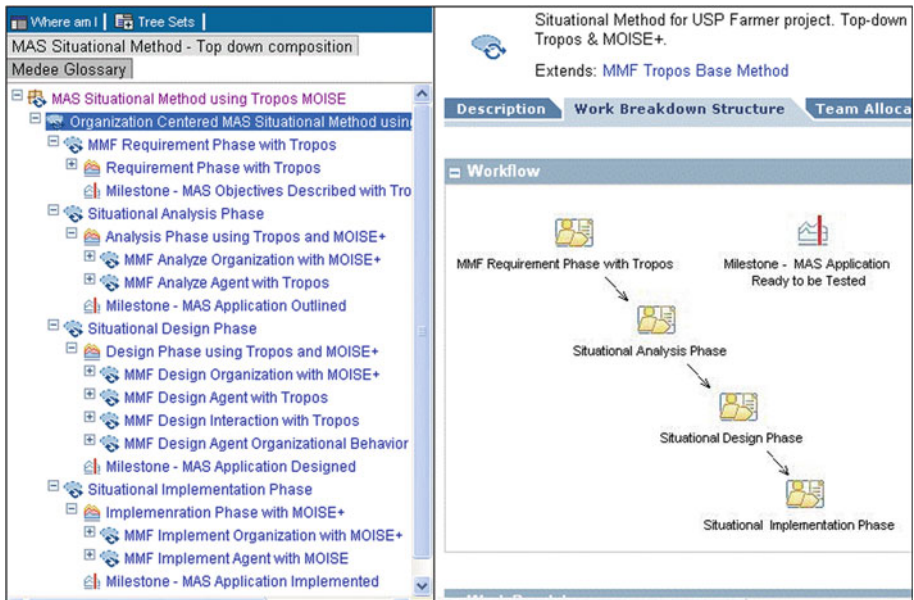 Where am I
Tree Sets
MAS Situational Method - Top down composition
Medee Glossary
MAS Situational Method using Tropos MOISE
Organization Centered MAS Situational Method using
MMF Requirement Phase with Tropos
Requirement Phase with Tropos
Milestone - MAS Objectives Described with Tro
Situational Analysis Phase
Analysis Phase using Tropos and MOISE+
MMF Analyze Organization with MOISE+
MMF Analyze Agent with Tropos
Milestone - MAS Application Outlined
Situational Design Phase
Design Phase using Tropos and MOISE+
MMF Design Organization with MOISE+
MMF Design Agent with Tropos
MMF Design Interaction with Tropos
MMF Design Agent Organizational Behavior
Milestone - MAS Application Designed
Situational Implementation Phase
Implemenration Phase with MOISE+
MMF Implement Organization with MOISE+
MMF Implement Agent with MOISE
Milestone - MAS Application Implemented
Situational Method for USP Farmer project. Top-down
Tropos & MOISE+.
Extends: MMF Tropos Base Method
Description
Work Breakdown Structure
Team Alloca
Workflow
MMF Requirement Phase with Tropos
Milestone - MAS Application
Ready to be Tested
Situational Analysis Phase
Situational Design Phase
Situational Implementation Phase